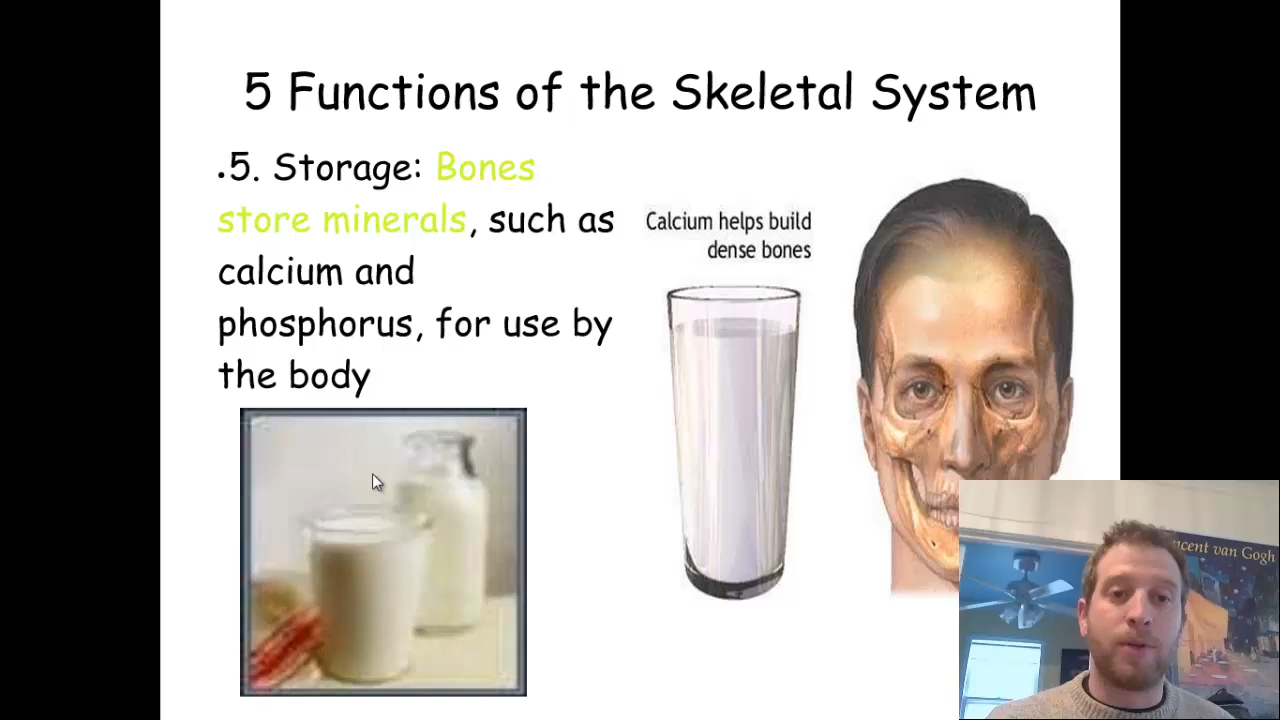 5 Functions of the Skeletal System
.5. Storage: Bones
store minerals, such as
calcium and
phosphorus, for use by
the body
Calcium helps build
dense bones
van Gogh